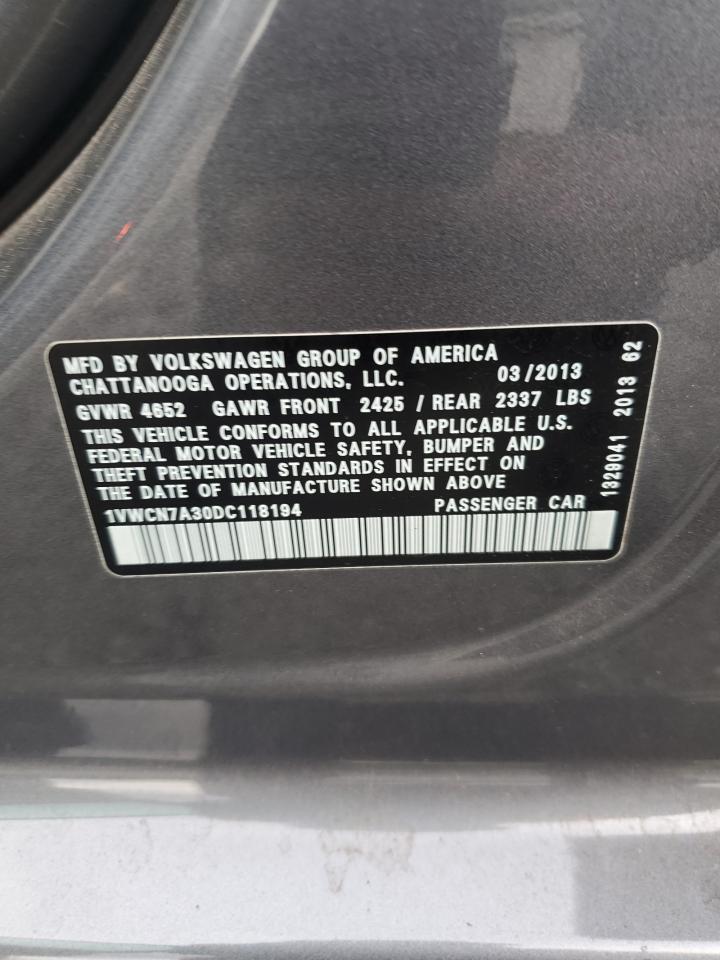 MFD BY VOLKSWAGEN GROUP OF AMERICA
CHATTANOOGA OPERATIONS, LLC. 03/2013
GVWR 4652 GAWR FRONT 2425 / REAR 2337 LBS
THIS VEHICLE CONFORMS TO ALL APPLICABLE U.S.
FEDERAL MOTOR VEHICLE SAFETY, BUMPER AND
THEFT PREVENTION STANDARDS IN EFFECT ON
THE DATE OF MANUFACTURE SHOWN ABOVE
1VWCN7A30DC118194 PASSENGER CAR
1329041 2013 62